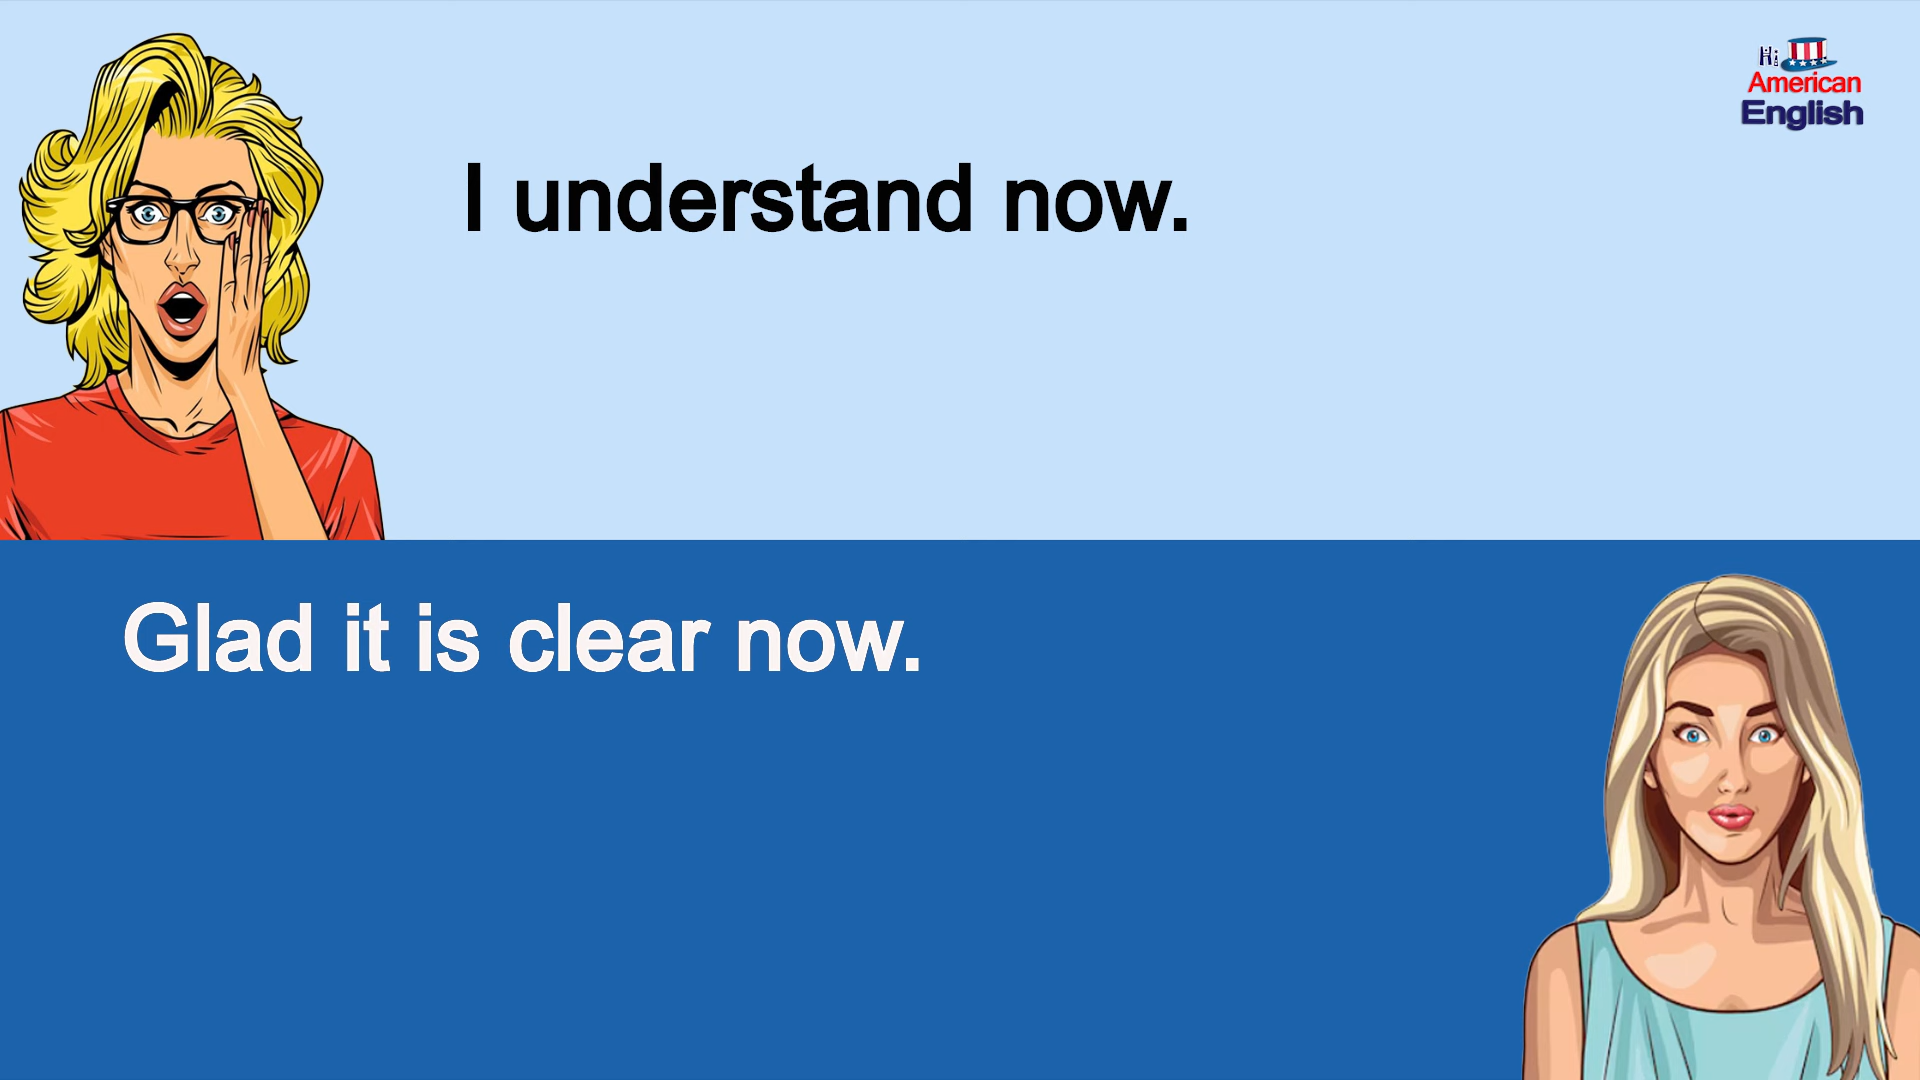 Hi
American
English
I understand now.
Glad it is clear now.